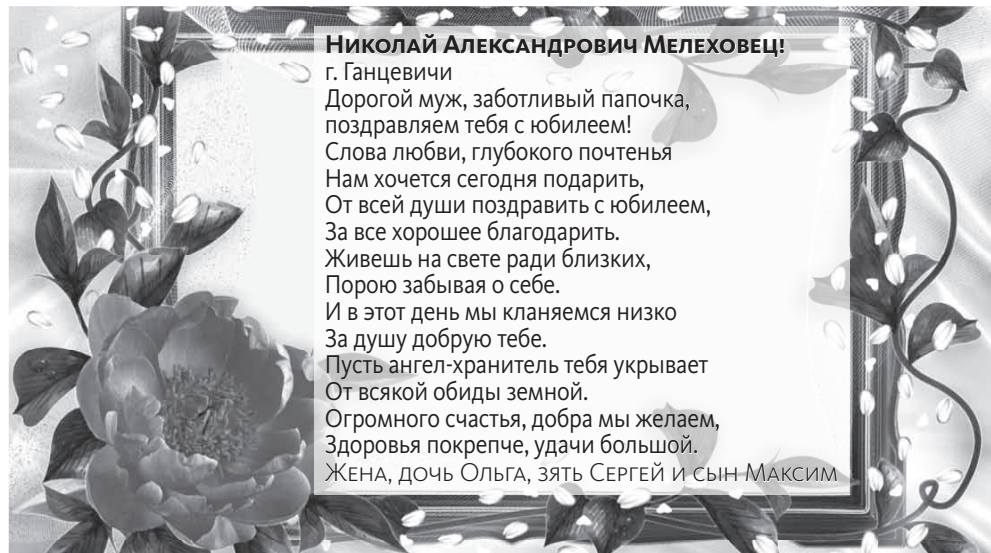 Николай Александрович Мелеховец!
г. Ганцевичи
Дорогой муж, заботливый папочка,
поздравляем тебя с юбилеем!
Слова любви, глубокого почтенья
Нам хочется сегодня подарить,
От всей души поздравить с юбилеем,
За все хорошее благодарить.
Живешь на свете ради близких,
Порою забывая о себе.
И в этот день мы кланяемся низко
За душу добрую тебе.
Пусть ангел-хранитель тебя укрывает
От всякой обиды земной.
Огромного счастья, добра мы желаем,
Здоровья покрепче, удачи большой.
Жена, дочь Ольга, зять Сергей и сын Максим